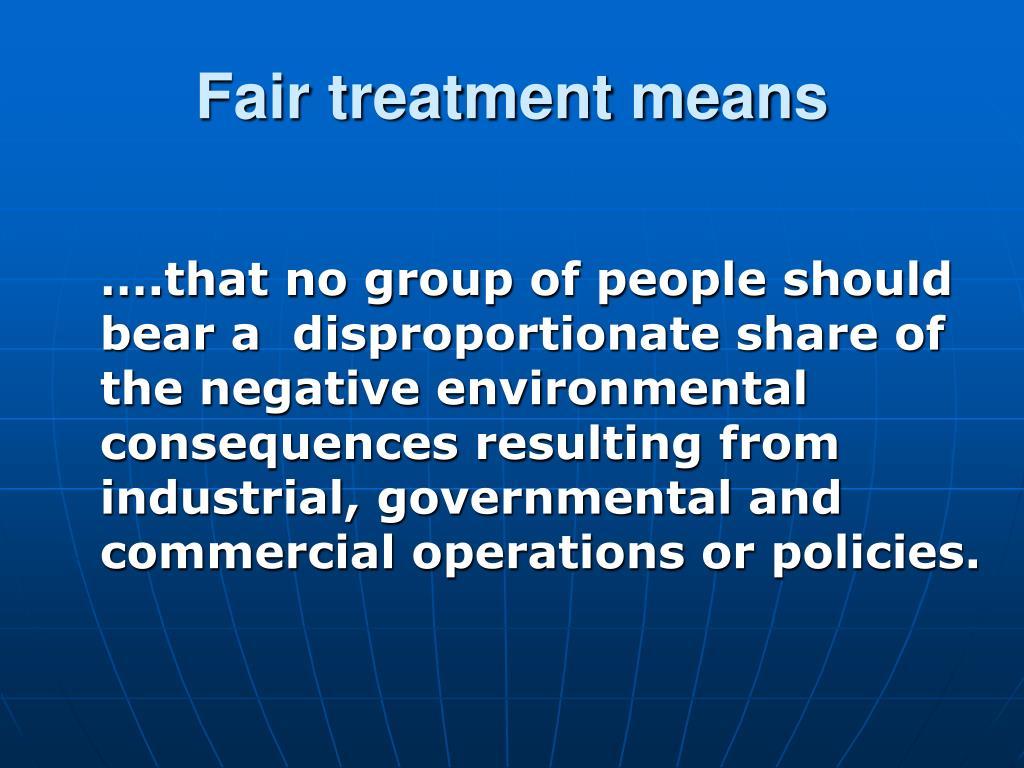 Fair treatment means
....that no group of people should
bear a  disproportionate share of
the negative environmental
consequences resulting from
industrial, governmental and
commercial operations or policies.